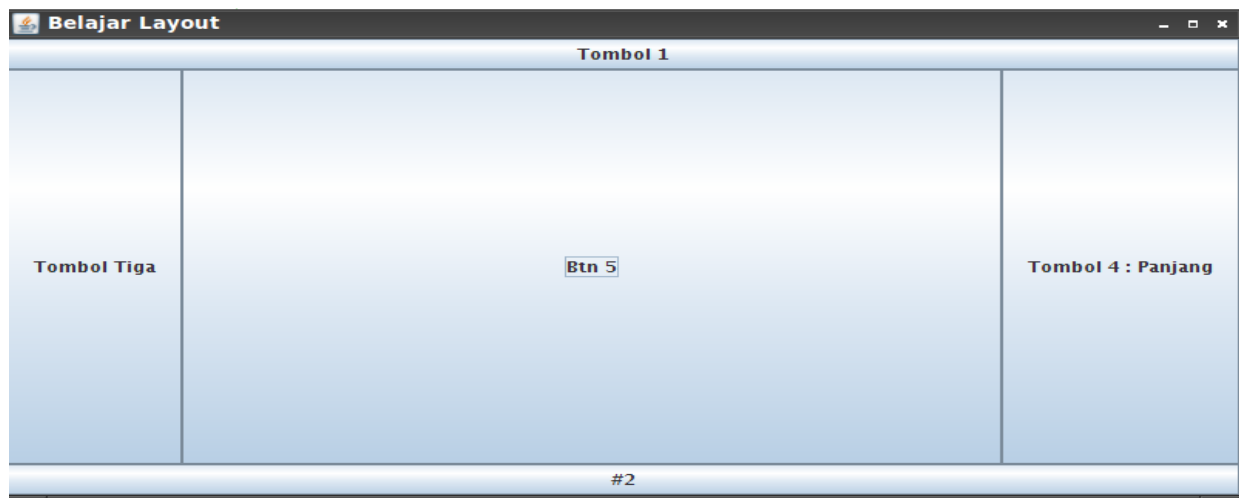 Belajar Layout
Tombol 1
Tombol Tiga
Btn 5
Tombol 4 : Panjang
#2